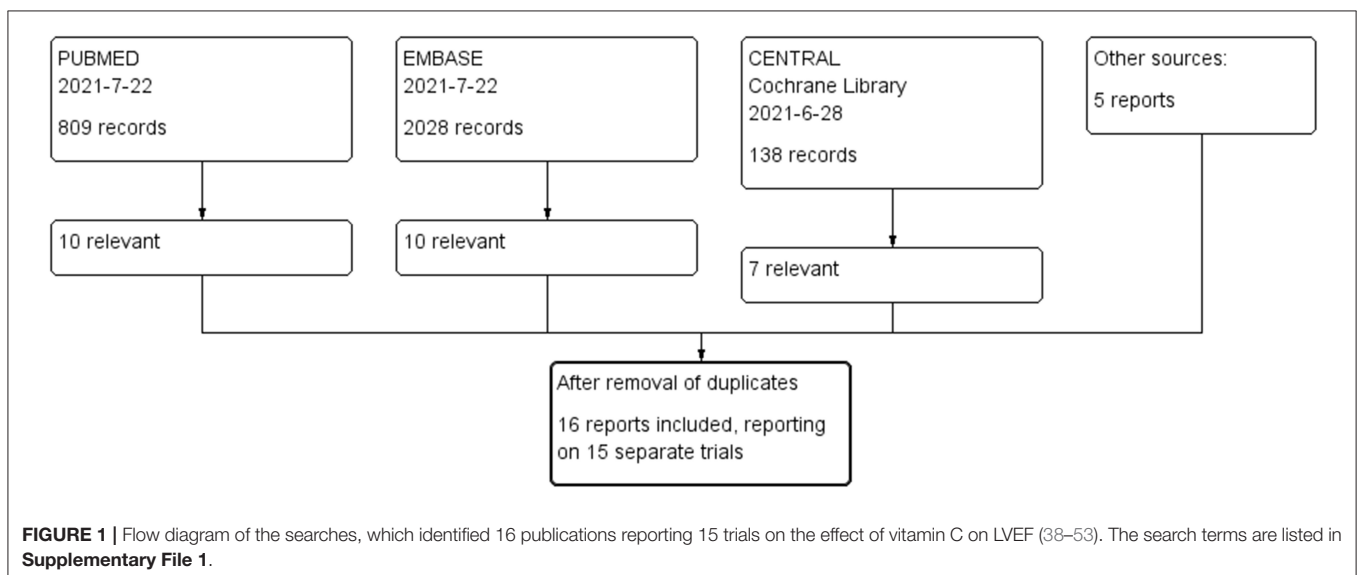 PUBMED
2021-7-22
809 records
EMBASE
2021-7-22
2028 records
CENTRAL
Cochrane Library
2021-6-28
138 records
Other sources:
5 reports
10 relevant
10 relevant
7 relevant
After removal of duplicates
16 reports included, reporting
on 15 separate trials
FIGURE 1 | Flow diagram of the searches, which identified 16 publications reporting 15 trials on the effect of vitamin C on LVEF (38–53). The search terms are listed in
Supplementary File 1.